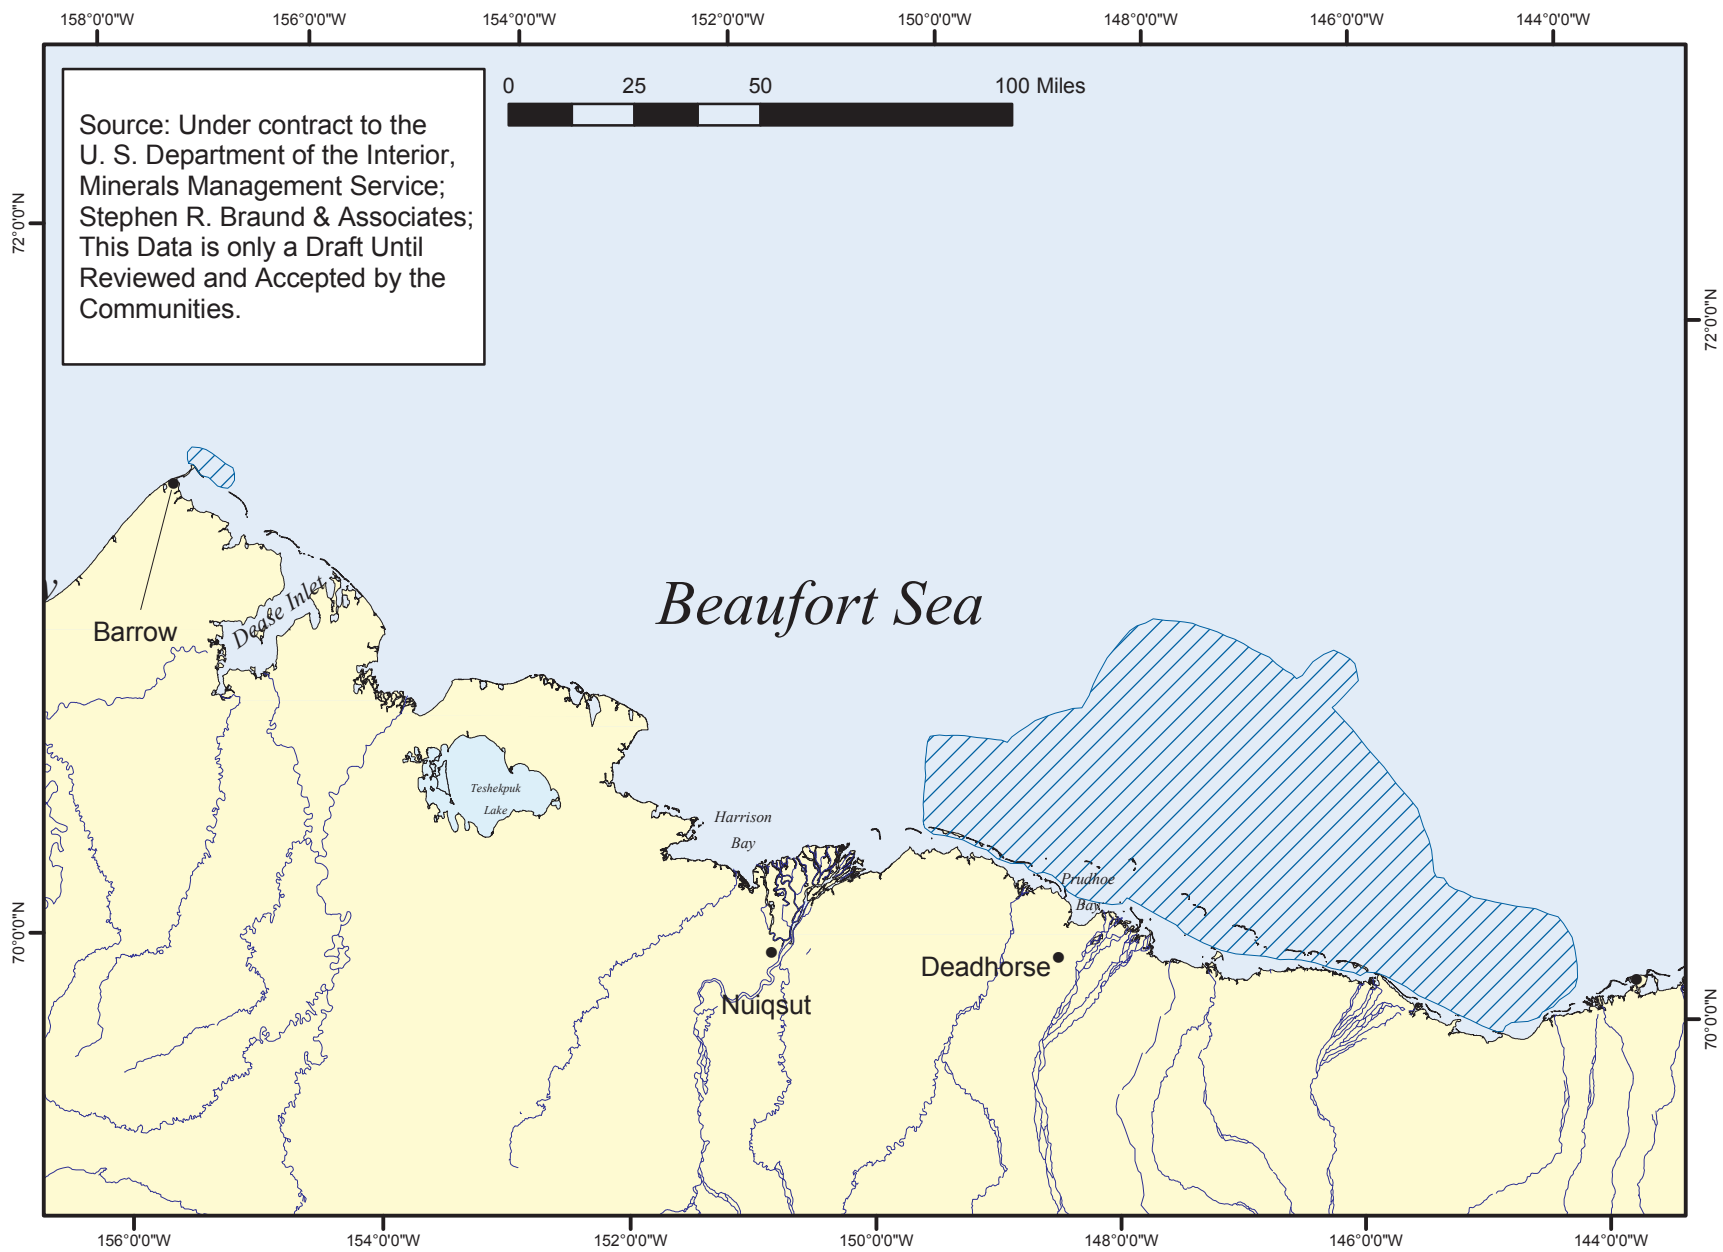 158°0'0"W 156°0'0"W 154°0'0"W 152°0'0"W 150°0'0"W 148°0'0"W 146°0'0"W 144°0'0"W
0 25 50 100 Miles
Source: Under contract to the
U. S. Department of the Interior,
Minerals Management Service;
Stephen R. Braund & Associates;
This Data is only a Draft Until
Reviewed and Accepted by the
Communities.
72°0'0"N
72°0'0"N
Beaufort Sea
Barrow
Dease Inlet
Teshekpuk
Lake
Harrison
Bay
Prudhoe
Bay
Deadhorse
Nuiqsut
70°0'0"N
70°0'0"N
156°0'0"W 154°0'0"W 152°0'0"W 150°0'0"W 148°0'0"W 146°0'0"W 144°0'0"W